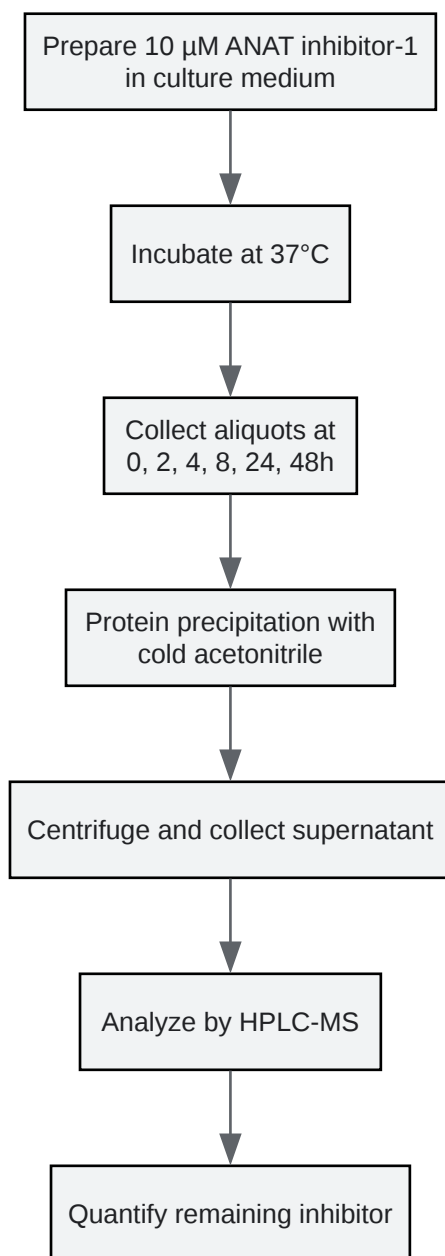 Prepare 10 µM ANAT inhibitor-1
in culture medium
Incubate at 37°C
Collect aliquots at
0, 2, 4, 8, 24, 48h
Protein precipitation with
cold acetonitrile
Centrifuge and collect supernatant
Analyze by HPLC-MS
Quantify remaining inhibitor